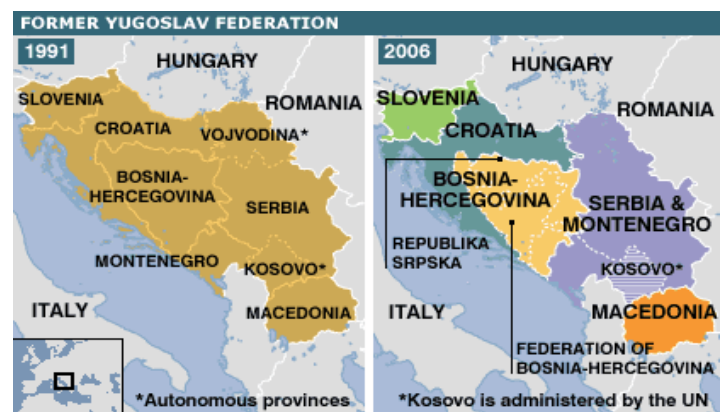 FORMER YUGOSLAV FEDERATION
1991
HUNGARY
SLOVENIA
ROMANIA
CROATIA
VOJVODINA*
BOSNIA-
HERCEGOVINA
SERBIA
MONTENEGRO
KOSOVO*
ITALY
MACEDONIA
*Autonomous provinces
2006
HUNGARY
SLOVENIA
ROMANIA
CROATIA
BOSNIA-
HERCEGOVINA
SERBIA &
MONTENEGRO
REPUBLIKA
SRPSKA
KOSOVO*
ITALY
MACEDONIA
FEDERATION OF
BOSNIA-HERCEGOVINA
*Kosovo is administered by the UN